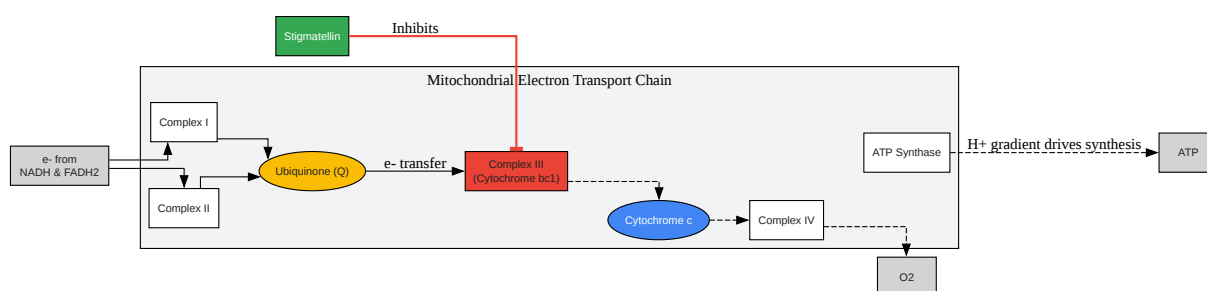 Stigmatellin
Inhibits
Mitochondrial Electron Transport Chain
Complex I
e- from
NADH & FADH2
Complex II
Ubiquinone (Q)
e- transfer
Complex III
(Cytochrome bc1)
Cytochrome c
Complex IV
O2
ATP Synthase
H+ gradient drives synthesis
ATP